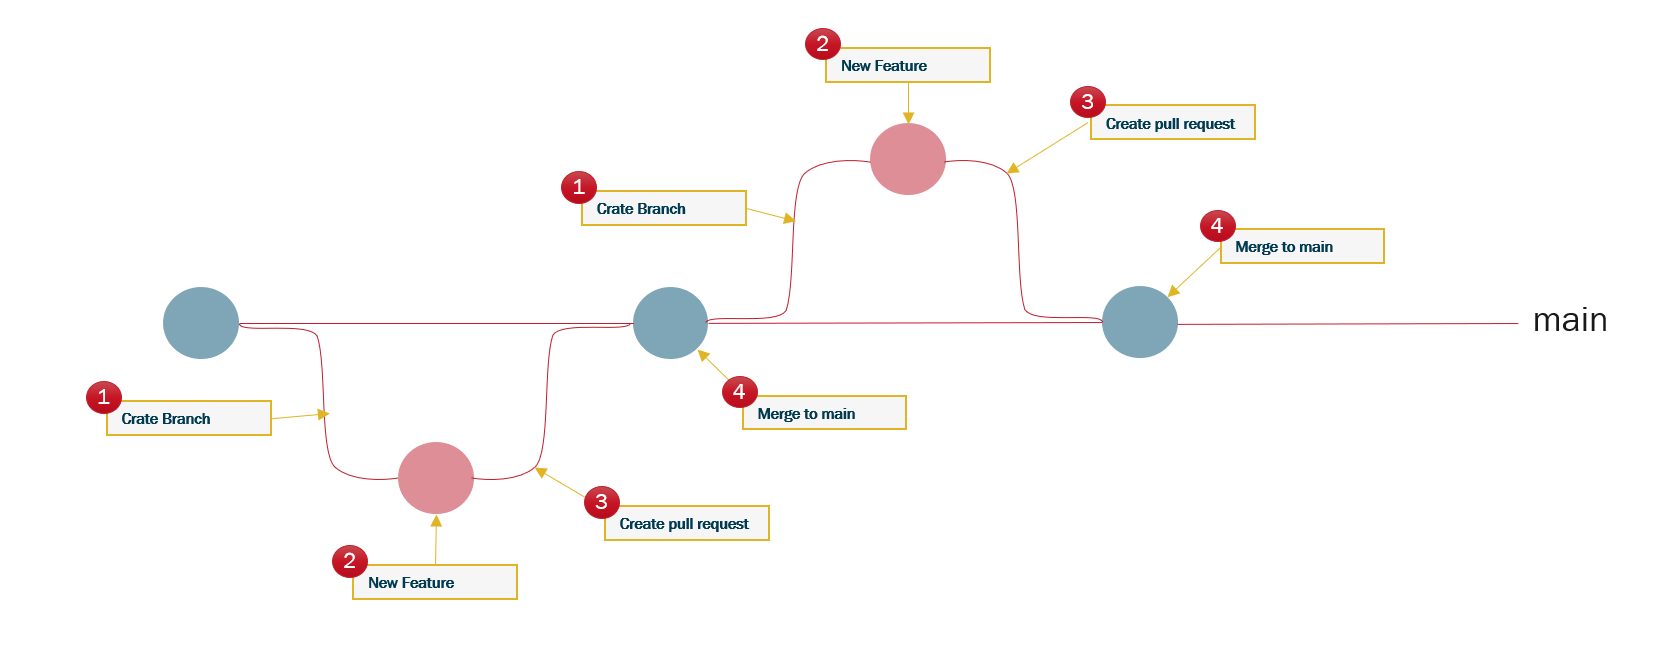 2
New Feature
3
Create pull request
1
Crate Branch
4
Merge to main
main
1
Crate Branch
4
Merge to main
3
Create pull request
2
New Feature